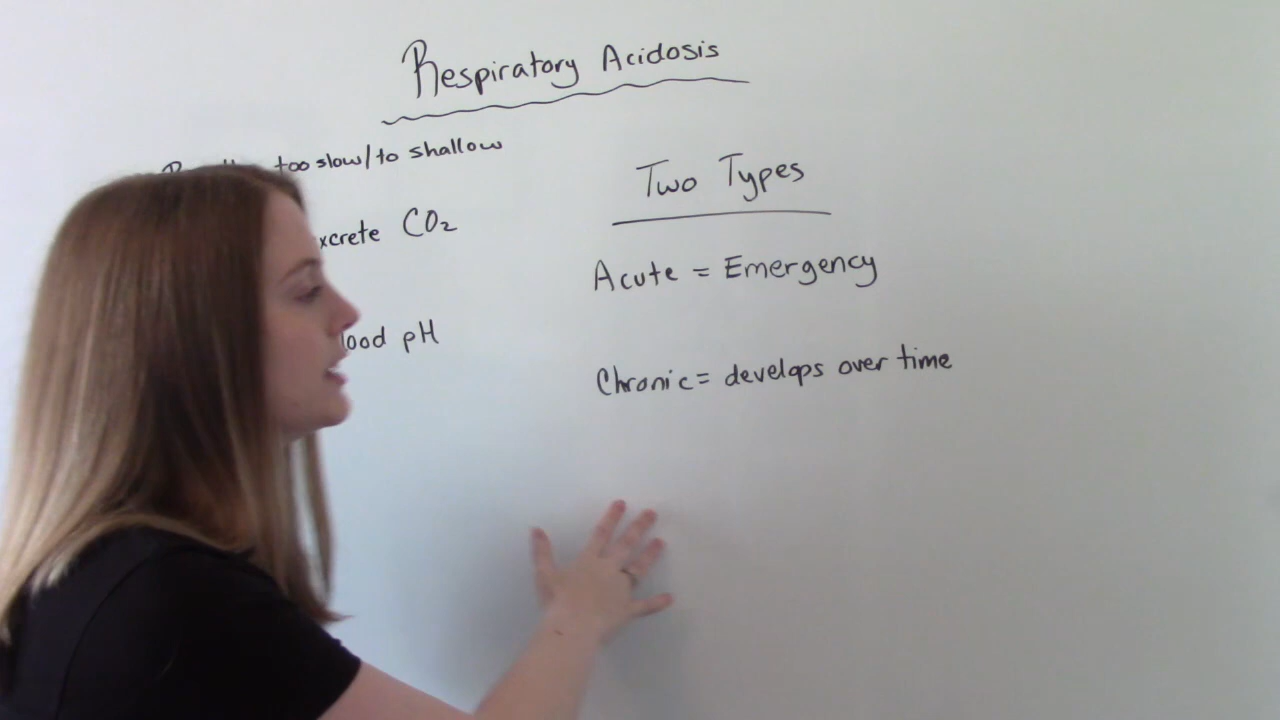 Respiratory Acidosis
too slow/to shallow
xcrete CO₂
lood pH
Two Types
Acute = Emergency
Chronic = develops over time